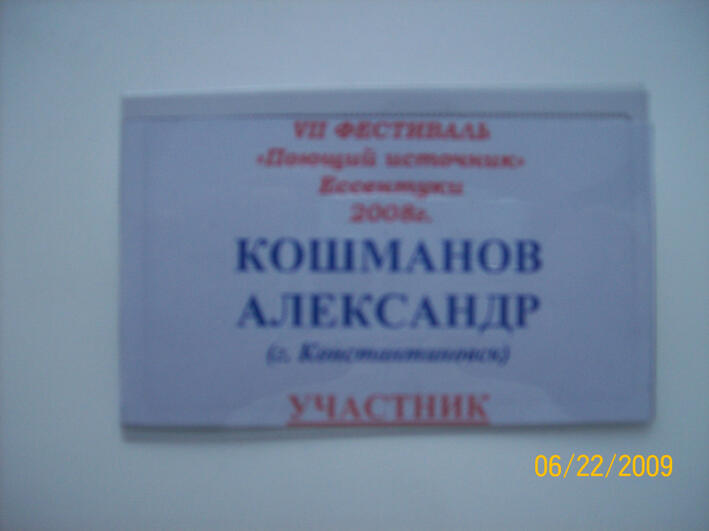 VII ФЕСТИВАЛЬ
«Поющий источник»
Ессентуки
2008г.
КОШМАНОВ
АЛЕКСАНДР
(г. Константиновск)
УЧАСТНИК
06/22/2009